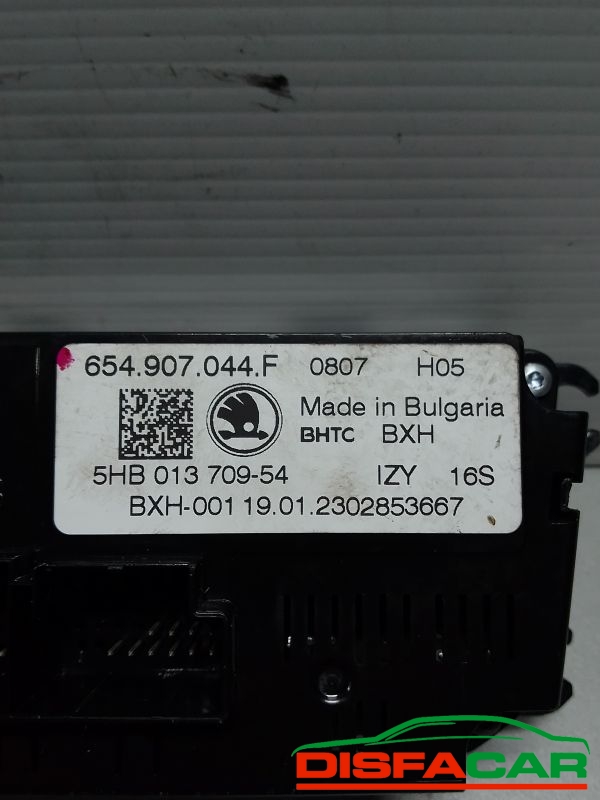 654.907.044.F 0807 H05
Made in Bulgaria
BHTC BXH
5HB 013 709-54 IZY 16S
BXH-001 19.01.2302853667
DISFACAR